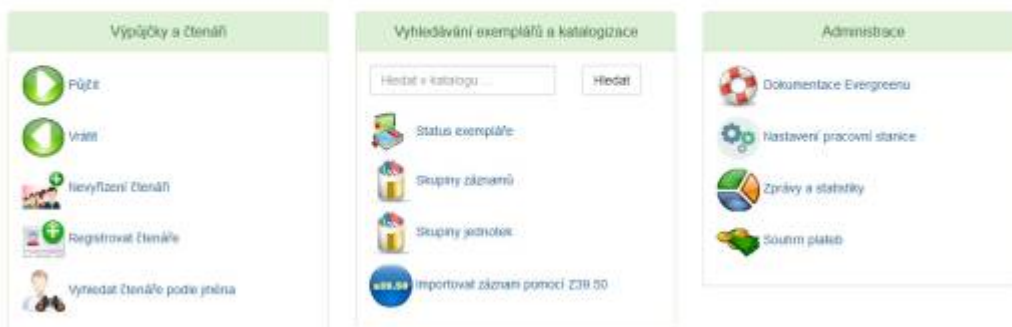 Výpůjčky a čtenáři
Půjčit
Vrátit
Nevyřízení čtenáři
Registrovat čtenáře
Vyhledat čtenáře podle jména
Vyhledávání exemplářů a katalogizace
Hledat v katalogu ...
Hledat
Status exempláře
Skupiny záznamů
Skupiny jednotek
z39.50
Importovat záznam pomocí Z39.50
Administrace
Dokumentace Evergreenu
Nastavení pracovní stanice
Zprávy a statistiky
Souhrn plateb